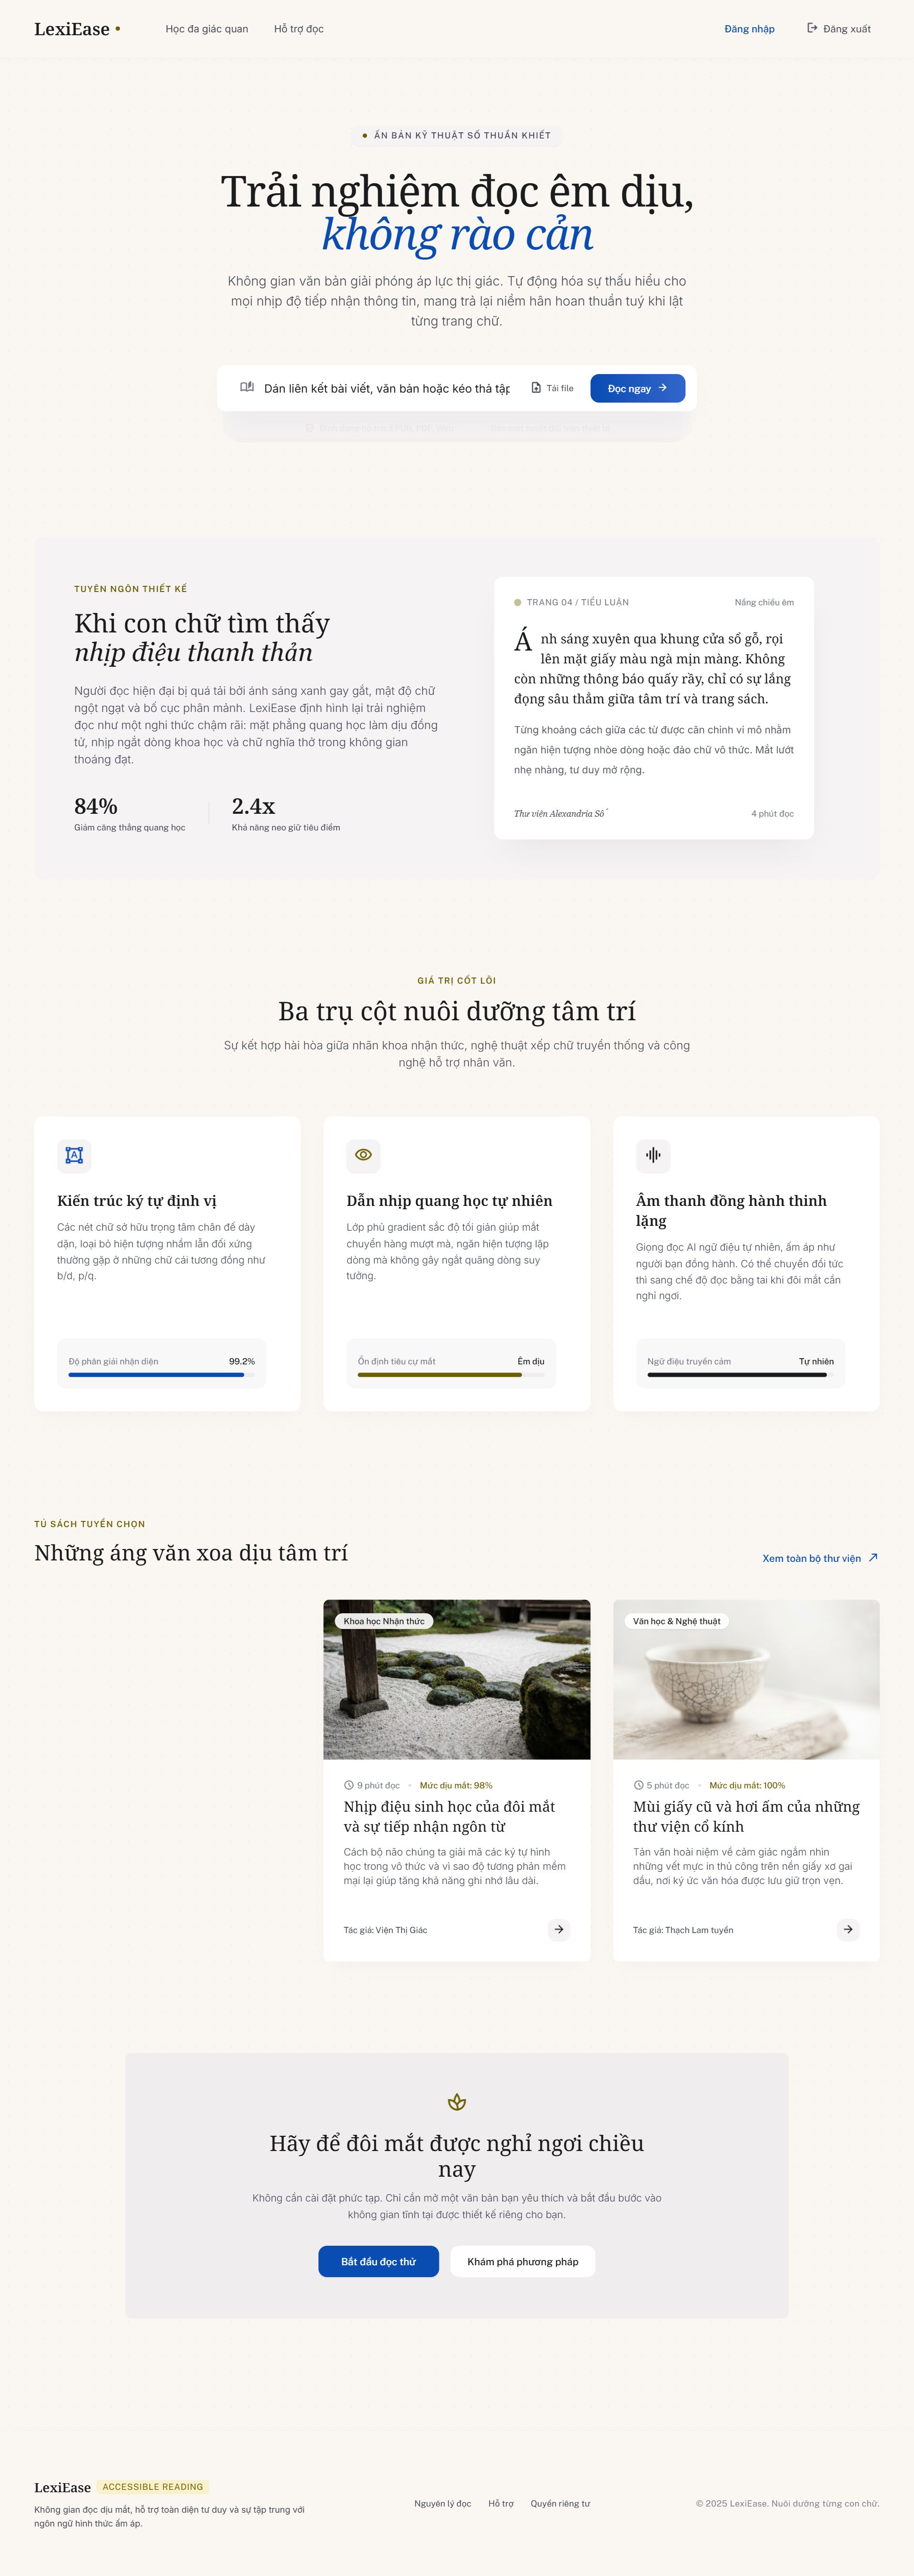 LexiEase
Học đa giác quan
Hỗ trợ đọc
Đăng nhập
Đăng xuất
ẤN BẢN KỸ THUẬT SỐ THUẦN KHIẾT
Trải nghiệm đọc êm dịu,
không rào cản
Không gian văn bản giải phóng áp lực thị giác. Tự động hóa sự thấu hiểu cho
mọi nhịp độ tiếp nhận thông tin, mang trả lại niềm hân hoan thuần tuý khi lật
từng trang chữ.
Dán liên kết bài viết, văn bản hoặc kéo thả tập
Tải file
Đọc ngay
TUYÊN NGÔN THIẾT KẾ
Khi con chữ tìm thấy
nhịp điệu thanh thản
Người đọc hiện đại bị quá tải bởi ánh sáng xanh gay gắt, mật độ chữ
ngột ngạt và bố cục phân mảnh. LexiEase định hình lại trải nghiệm
đọc như một nghi thức chậm rãi: mặt phẳng quang học làm dịu đồng
tử, nhịp ngắt dòng khoa học và chữ nghĩa thở trong không gian
thoáng đạt.
84%
Giảm căng thẳng quang học
2.4x
Khả năng neo giữ tiêu điểm
TRANG 04 / TIỂU LUẬN
Nắng chiều êm
Ánh sáng xuyên qua khung cửa sổ gỗ, rọi
lên mặt giấy màu ngà mịn màng. Không
còn những thông báo quấy rầy, chỉ có sự lắng
đọng sâu thẳm giữa tâm trí và trang sách.
Từng khoảng cách giữa các từ được căn chỉnh vi mô nhằm
ngăn hiện tượng nhòe dòng hoặc đảo chữ vô thức. Mắt lướt
nhẹ nhàng, tư duy mở rộng.
Thư viện Alexandria Số
4 phút đọc
GIÁ TRỊ CỐT LÕI
Ba trụ cột nuôi dưỡng tâm trí
Sự kết hợp hài hòa giữa nhãn khoa nhận thức, nghệ thuật xếp chữ truyền thống và công
nghệ hỗ trợ nhân văn.
Kiến trúc ký tự định vị
Các nét chữ sở hữu trọng tâm chân đế dày
dặn, loại bỏ hiện tượng nhầm lẫn đối xứng
thường gặp ở những chữ cái tương đồng như
b/d, p/q.
Độ phân giải nhận diện
99.2%
Dẫn nhịp quang học tự nhiên
Lớp phủ gradient sắc độ tối giản giúp mắt
chuyển hàng mượt mà, ngăn hiện tượng lặp
dòng mà không gây ngắt quãng dòng suy
tưởng.
Ổn định tiêu cự mắt
Êm dịu
Âm thanh đồng hành thinh
lặng
Giọng đọc AI ngữ điệu tự nhiên, ấm áp như
người bạn đồng hành. Có thể chuyển đổi tức
thì sang chế độ đọc bằng tai khi đôi mắt cần
nghỉ ngơi.
Ngữ điệu truyền cảm
Tự nhiên
TỦ SÁCH TUYỂN CHỌN
Những áng văn xoa dịu tâm trí
Xem toàn bộ thư viện
Khoa học Nhận thức
9 phút đọc
Mức dịu mắt: 98%
Nhịp điệu sinh học của đôi mắt
và sự tiếp nhận ngôn từ
Cách bộ não chúng ta giải mã các ký tự hình
học trong vô thức và vì sao độ tương phản mềm
mại lại giúp tăng khả năng ghi nhớ lâu dài.
Tác giả: Viện Thị Giác
Văn học & Nghệ thuật
5 phút đọc
Mức dịu mắt: 100%
Mùi giấy cũ và hơi ấm của những
thư viện cổ kính
Tản văn hoài niệm về cảm giác ngắm nhìn
những vết mực in thủ công trên nền giấy xơ gai
dầu, nơi ký ức văn hóa được lưu giữ trọn vẹn.
Tác giả: Thạch Lam tuyển
Hãy để đôi mắt được nghỉ ngơi chiều
nay
Không cần cài đặt phức tạp. Chỉ cần mở một văn bản bạn yêu thích và bắt đầu bước vào
không gian tĩnh tại được thiết kế riêng cho bạn.
Bắt đầu đọc thử
Khám phá phương pháp
LexiEase
ACCESSIBLE READING
Không gian đọc dịu mắt, hỗ trợ toàn diện tư duy và sự tập trung với
ngôn ngữ hình thức ấm áp.
Nguyên lý đọc
Hỗ trợ
Quyền riêng tư
© 2025 LexiEase. Nuôi dưỡng từng con chữ.